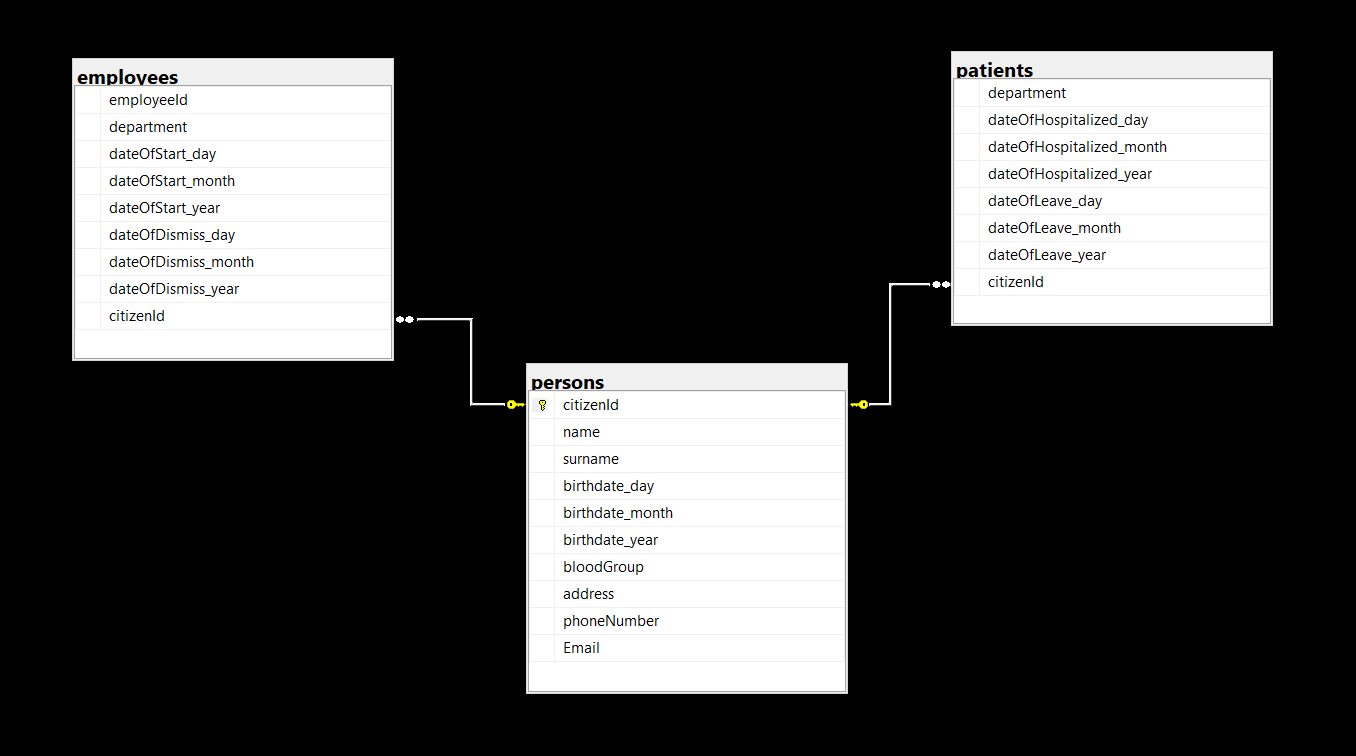 employees
employeeId
department
dateOfStart_day
dateOfStart_month
dateOfStart_year
dateOfDismiss_day
dateOfDismiss_month
dateOfDismiss_year
citizenId
patients
department
dateOfHospitalized_day
dateOfHospitalized_month
dateOfHospitalized_year
dateOfLeave_day
dateOfLeave_month
dateOfLeave_year
citizenId
persons
citizenId
name
surname
birthdate_day
birthdate_month
birthdate_year
bloodGroup
address
phoneNumber
Email